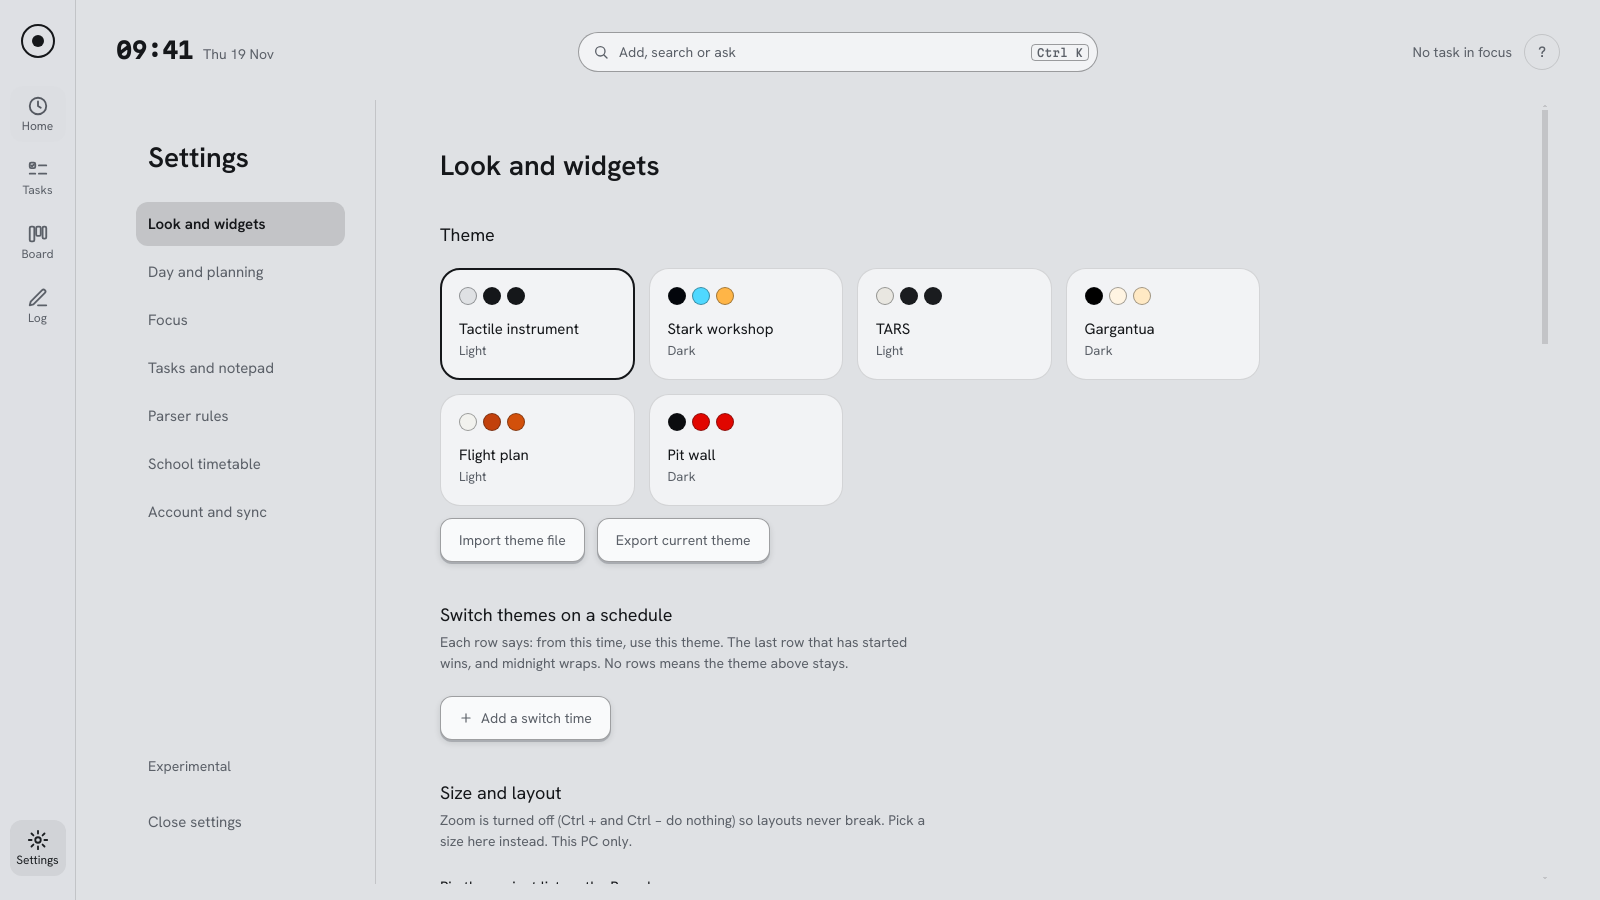 09:41 Thu 19 Nov
Add, search or ask
Ctrl K
No task in focus
?
Home
Tasks
Board
Log
Settings
Settings
Look and widgets
Day and planning
Focus
Tasks and notepad
Parser rules
School timetable
Account and sync
Experimental
Close settings
Look and widgets
Theme
Tactile instrument
Light
Stark workshop
Dark
TARS
Light
Gargantua
Dark
Flight plan
Light
Pit wall
Dark
Import theme file
Export current theme
Switch themes on a schedule
Each row says: from this time, use this theme. The last row that has started
wins, and midnight wraps. No rows means the theme above stays.
+ Add a switch time
Size and layout
Zoom is turned off (Ctrl + and Ctrl − do nothing) so layouts never break. Pick a
size here instead. This PC only.